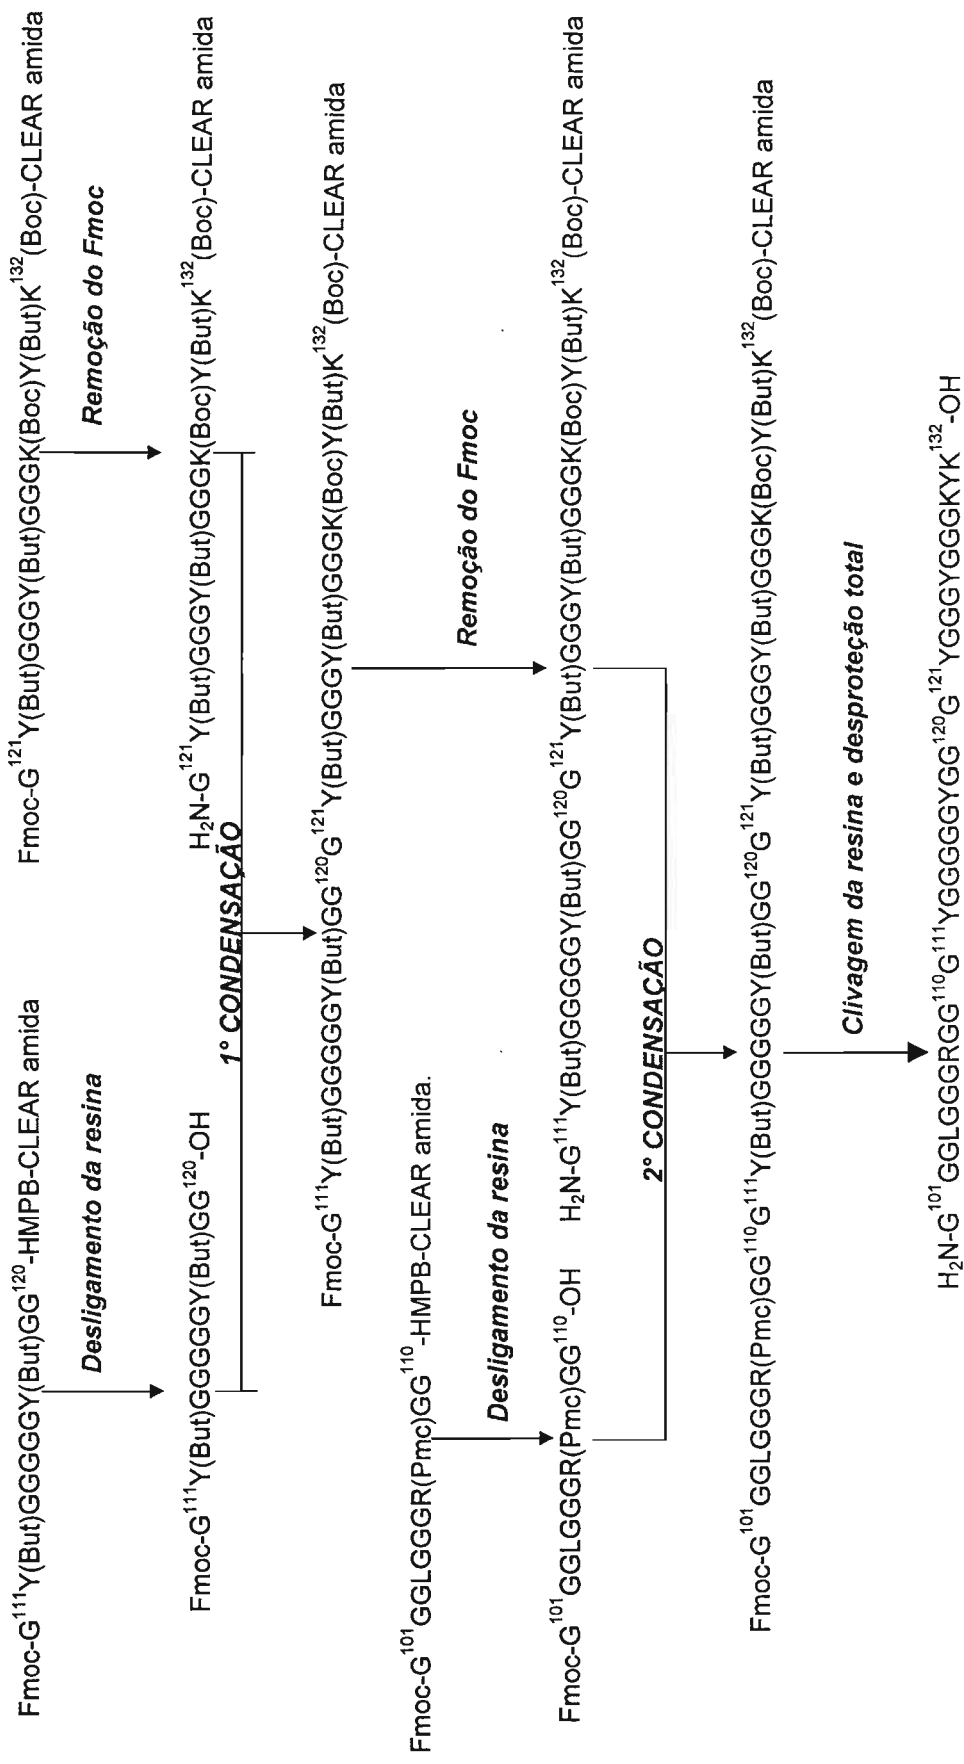 Fmoc-G¹¹¹Y(But)GGGGGY(But)GG¹²⁰-HMPB-CLEAR amida
Fmoc-G¹²¹Y(But)GGGY(But)GGGK(Boc)Y(But)K¹³²(Boc)-CLEAR amida
Desligamento da resina
Remoção do Fmoc
Fmoc-G¹¹¹Y(But)GGGGGY(But)GG¹²⁰-OH
H₂N-G¹²¹Y(But)GGGY(But)GGGK(Boc)Y(But)K¹³²(Boc)-CLEAR amida
1° CONDENSAÇÃO
Fmoc-G¹¹¹Y(But)GGGGGY(But)GG¹²⁰G¹²¹Y(But)GGGY(But)GGGK(Boc)Y(But)K¹³²(Boc)-CLEAR amida
Fmoc-G¹⁰¹GGLGGGR(Pmc)GG¹¹⁰-HMPB-CLEAR amida.
Desligamento da resina
Remoção do Fmoc
Fmoc-G¹⁰¹GGLGGGR(Pmc)GG¹¹⁰-OH
H₂N-G¹¹¹Y(But)GGGGGY(But)GG¹²⁰G¹²¹Y(But)GGGY(But)GGGK(Boc)Y(But)K¹³²(Boc)-CLEAR amida
2° CONDENSAÇÃO
Fmoc-G¹⁰¹GGLGGGR(Pmc)GG¹¹⁰G¹¹¹Y(But)GGGGGY(But)GG¹²⁰G¹²¹Y(But)GGGY(But)GGGK(Boc)Y(But)K¹³²(Boc)-CLEAR amida
Clivagem da resina e desproteção total
H₂N-G¹⁰¹GGLGGGRGG¹¹⁰G¹¹¹YGGGGGYGG¹²⁰G¹²¹YGGGYGGGKYK¹³²-OH